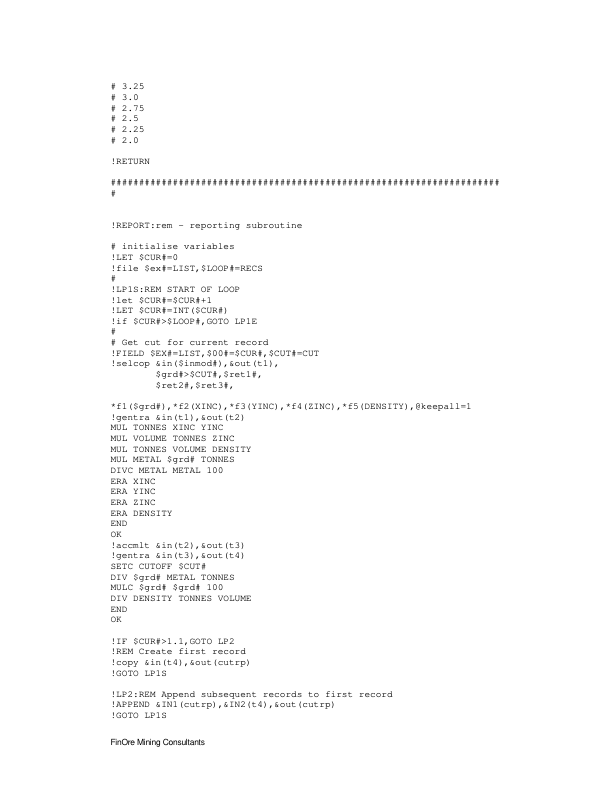 # 3.25
# 3.0
# 2.75
# 2.5
# 2.25
# 2.0
!RETURN
#####################################################################
#
!REPORT:rem - reporting subroutine
# initialise variables
!LET $CUR#=0
!file $ex#=LIST,$LOOP#=RECS
#
!LP1S:REM START OF LOOP
!let $CUR#=$CUR#+1
!LET $CUR#=INT($CUR#)
!if $CUR#>$LOOP#,GOTO LP1E
#
# Get cut for current record
!FIELD $EX#=LIST,$00#=$CUR#,$CUT#=CUT
!selcop &in($inmod#),&out(t1),
$grd#>$CUT#,$ret1#,
$ret2#,$ret3#,
*f1($grd#),*f2(XINC),*f3(YINC),*f4(ZINC),*f5(DENSITY),@keepall=1
!gentra &in(t1),&out(t2)
MUL TONNES XINC YINC
MUL VOLUME TONNES ZINC
MUL TONNES VOLUME DENSITY
MUL METAL $grd# TONNES
DIVC METAL METAL 100
ERA XINC
ERA YINC
ERA ZINC
ERA DENSITY
END
OK
!accmlt &in(t2),&out(t3)
!gentra &in(t3),&out(t4)
SETC CUTOFF $CUT#
DIV $grd# METAL TONNES
MULC $grd# $grd# 100
DIV DENSITY TONNES VOLUME
END
OK
!IF $CUR#>1.1,GOTO LP2
!REM Create first record
!copy &in(t4),&out(cutrp)
!GOTO LP1S
!LP2:REM Append subsequent records to first record
!APPEND &IN1(cutrp),&IN2(t4),&out(cutrp)
!GOTO LP1S
FinOre Mining Consultants